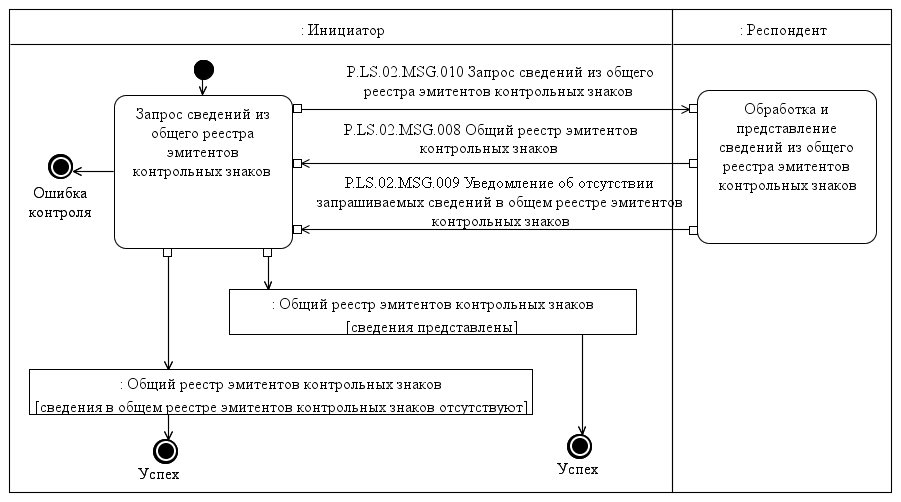 : Инициатор
: Респондент
P.LS.02.MSG.010 Запрос сведений из общего
реестра эмитентов контрольных знаков
Запрос сведений из
общего реестра
эмитентов
контрольных знаков
Обработка и
представление
сведений из общего
реестра эмитентов
контрольных знаков
P.LS.02.MSG.008 Общий реестр эмитентов
контрольных знаков
P.LS.02.MSG.009 Уведомление об отсутствии
запрашиваемых сведений в общем реестре эмитентов
контрольных знаков
Ошибка
контроля
: Общий реестр эмитентов контрольных знаков
[сведения представлены]
: Общий реестр эмитентов контрольных знаков
[сведения в общем реестре эмитентов контрольных знаков отсутствуют]
Успех
Успех